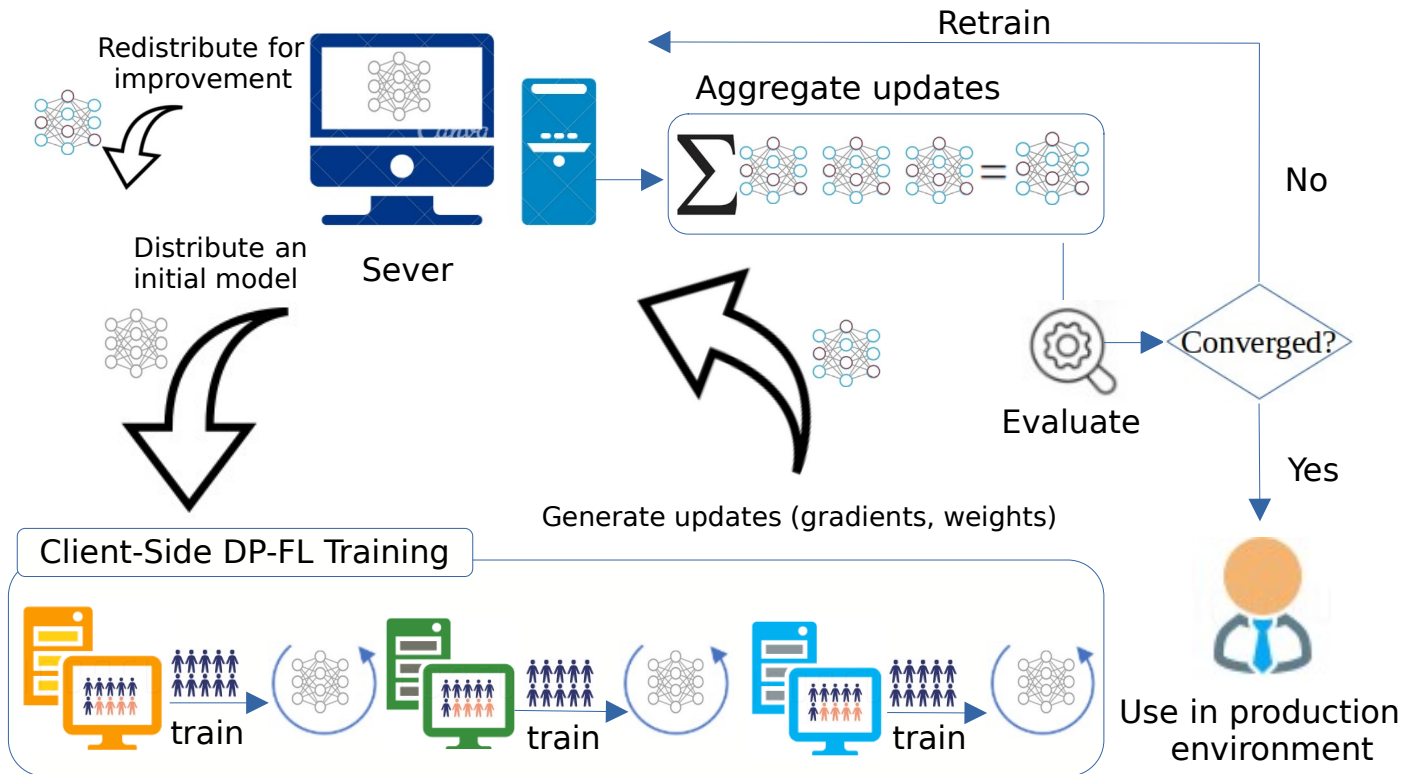 Retrain
Redistribute for
improvement
Canva
Aggregate updates
∑
=
No
Distribute an
initial model
Sever
Converged?
Evaluate
Yes
Generate updates (gradients, weights)
Client-Side DP-FL Training
train
train
train
Use in production
environment